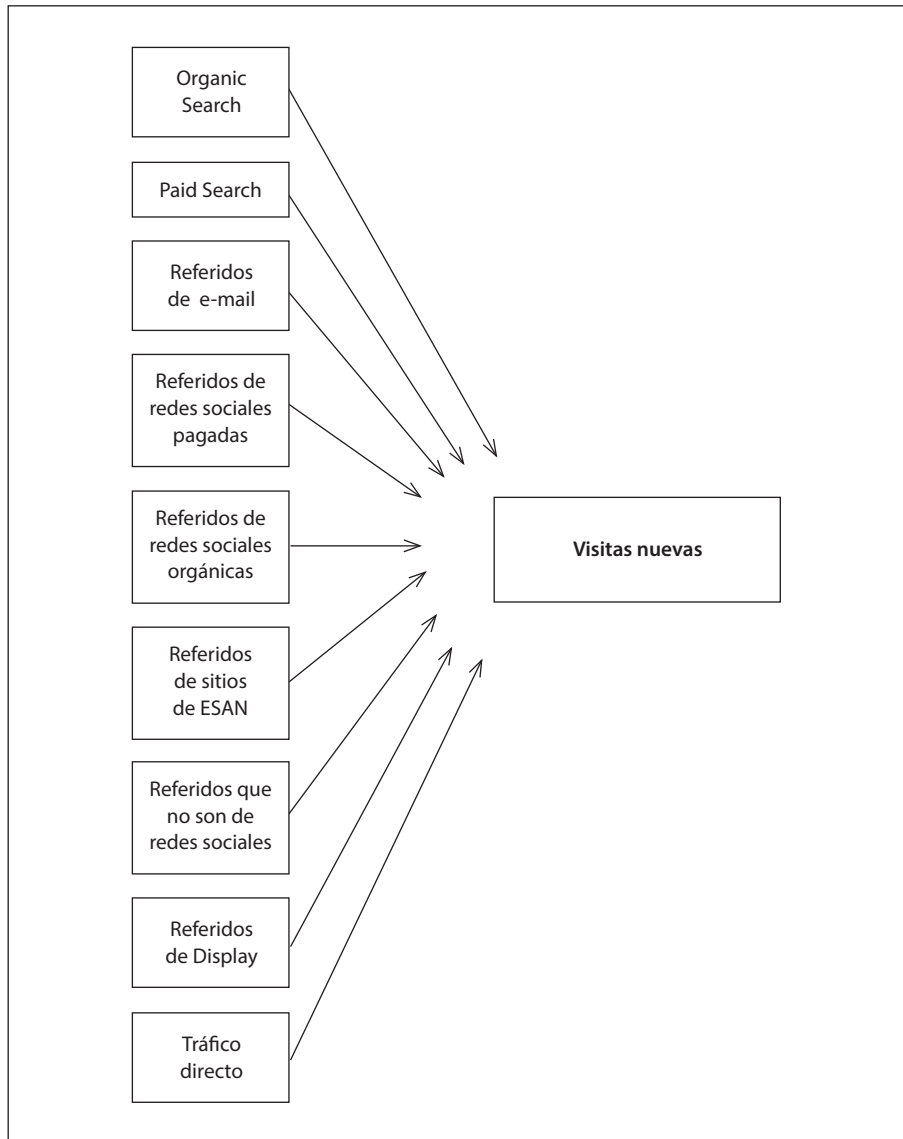 Organic
Search
Paid Search
Referidos
de e-mail
Referidos de
redes sociales
pagadas
Referidos de
redes sociales
orgánicas
Visitas nuevas
Referidos
de sitios
de ESAN
Referidos que
no son de
redes sociales
Referidos
de Display
Tráfico
directo